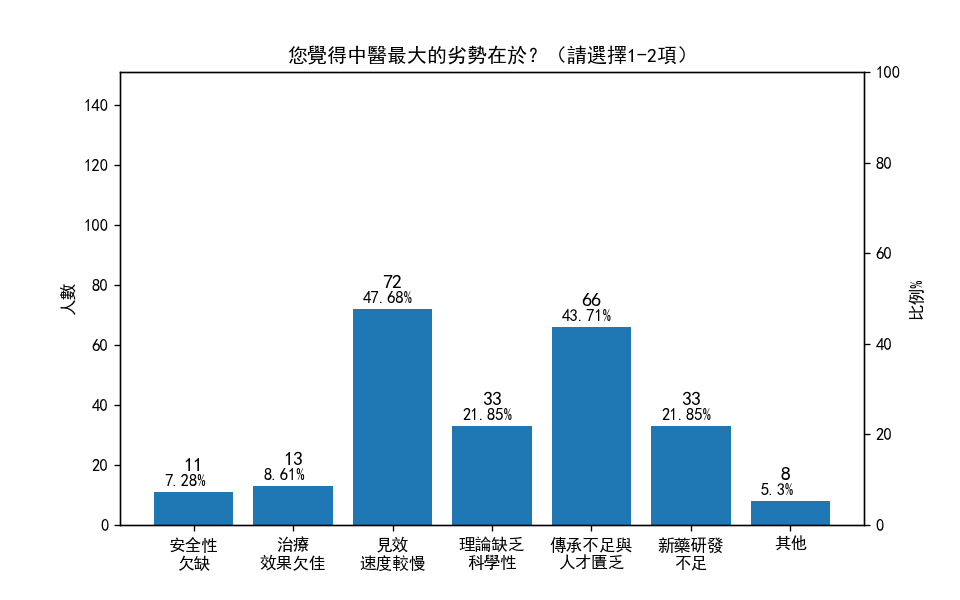 您覺得中醫最大的劣勢在於？（請選擇1-2項）
140
120
100
80
60
40
20
0
人數
100
80
60
40
20
0
比例%
11
7.28%
13
8.61%
72
47.68%
33
21.85%
66
43.71%
33
21.85%
8
5.3%
安全性
欠缺
治療
效果欠佳
見效
速度較慢
理論缺乏
科學性
傳承不足與
人才匱乏
新藥研發
不足
其他